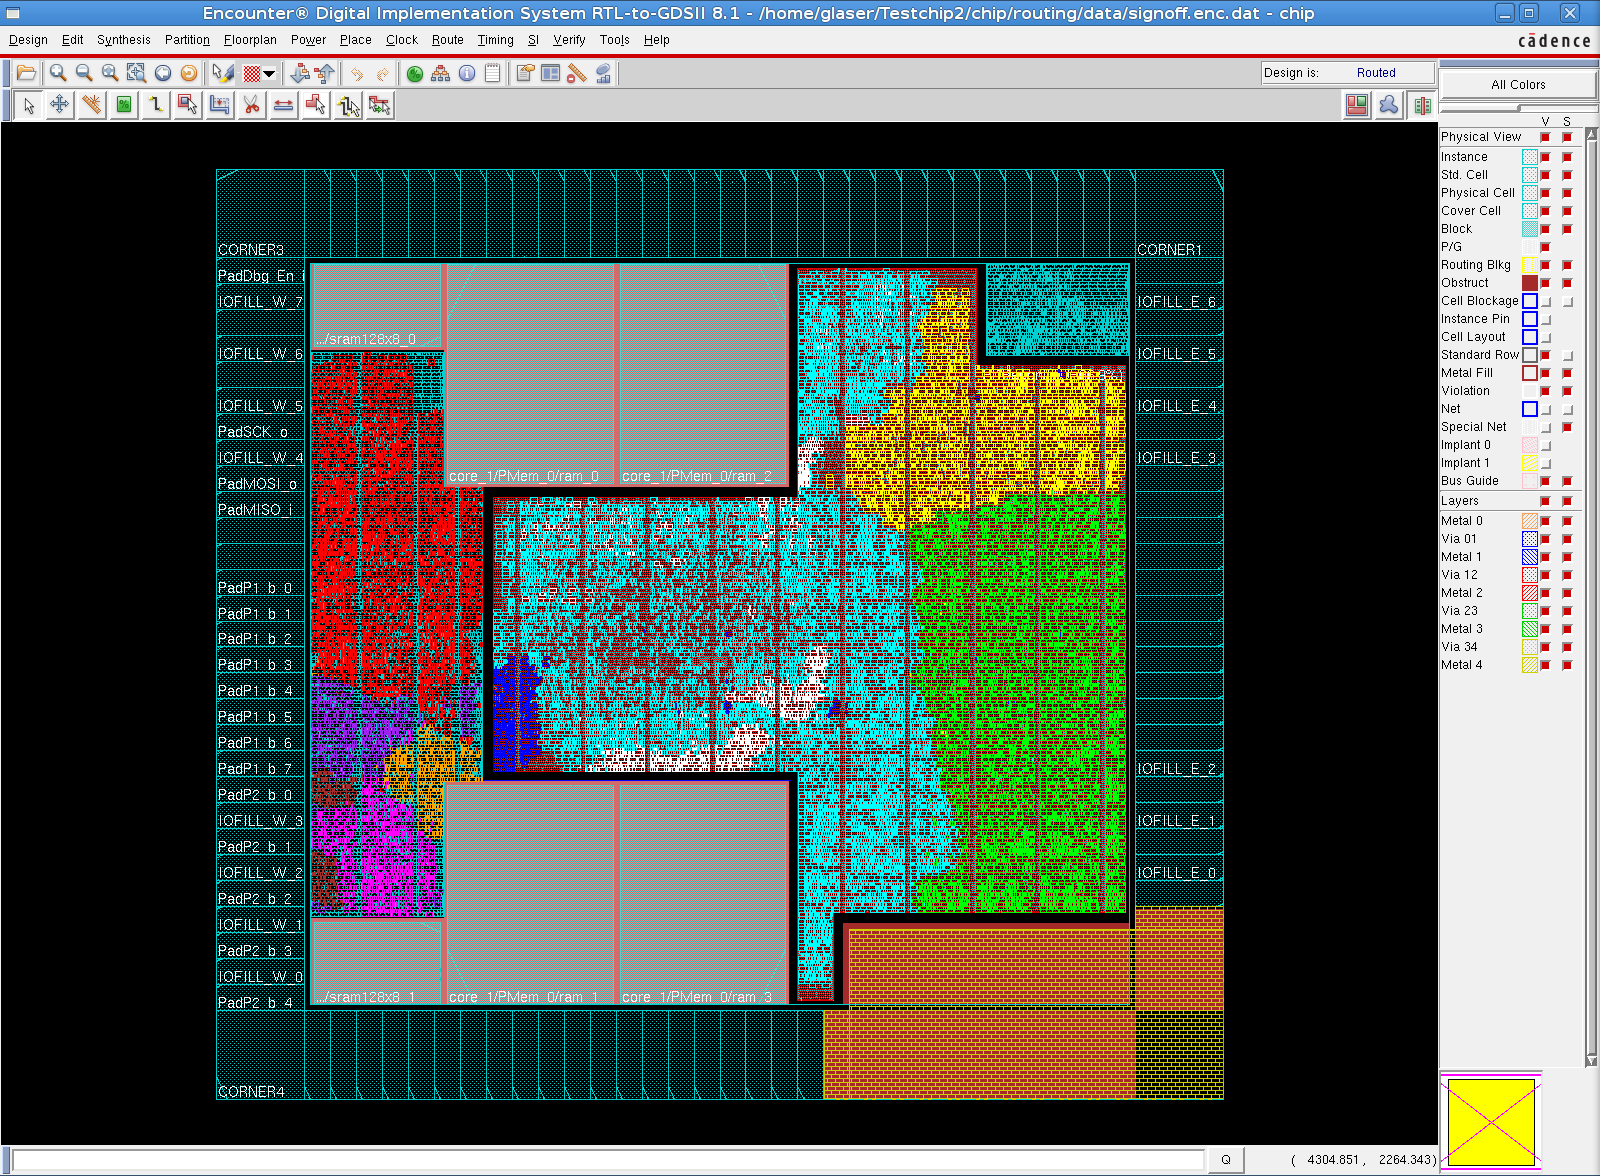 Encounter® Digital Implementation System RTL-to-GDSII 8.1 - /home/glaser/Testchip2/chip/routing/data/signoff.enc.dat - chip
Design Edit Synthesis Partition Floorplan Power Place Clock Route Timing SI Verify Tools Help
cādence
Design is: Routed
All Colors
V S
Physical View
Instance
Std. Cell
Physical Cell
Cover Cell
Block
P/G
Routing Blkg
Obstruct
Cell Blockage
Instance Pin
Cell Layout
Standard Row
Metal Fill
Violation
Net
Special Net
Implant 0
Implant 1
Bus Guide
Layers
Metal 0
Via 01
Metal 1
Via 12
Metal 2
Via 23
Metal 3
Via 34
Metal 4
CORNER3
PadDbg_En_i
IOFILL_W_7
IOFILL_W_6
IOFILL_W_5
PadSCK_o
IOFILL_W_4
PadMOSI_o
PadMISO_i
PadP1_b_0
PadP1_b_1
PadP1_b_2
PadP1_b_3
PadP1_b_4
PadP1_b_5
PadP1_b_6
PadP1_b_7
PadP2_b_0
IOFILL_W_3
PadP2_b_1
IOFILL_W_2
PadP2_b_2
IOFILL_W_1
PadP2_b_3
IOFILL_W_0
PadP2_b_4
CORNER4
.../sram128x8_0
core_1/PMem_0/ram_0
core_1/PMem_0/ram_2
.../sram128x8_1
core_1/PMem_0/ram_1
core_1/PMem_0/ram_3
CORNER1
IOFILL_E_6
IOFILL_E_5
IOFILL_E_4
IOFILL_E_3
IOFILL_E_2
IOFILL_E_1
IOFILL_E_0
Q
( 4304.851, 2264.343)